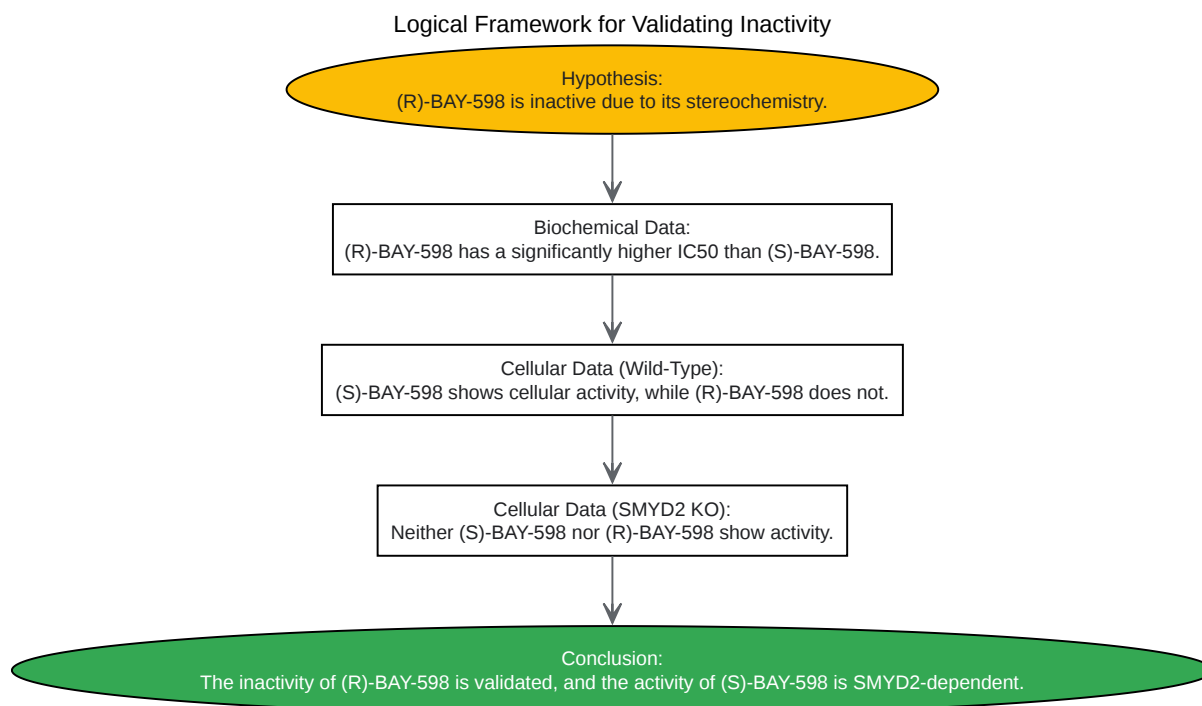 Logical Framework for Validating Inactivity
Hypothesis:
(R)-BAY-598 is inactive due to its stereochemistry.
Biochemical Data:
(R)-BAY-598 has a significantly higher IC50 than (S)-BAY-598.
Cellular Data (Wild-Type):
(S)-BAY-598 shows cellular activity, while (R)-BAY-598 does not.
Cellular Data (SMYD2 KO):
Neither (S)-BAY-598 nor (R)-BAY-598 show activity.
Conclusion:
The inactivity of (R)-BAY-598 is validated, and the activity of (S)-BAY-598 is SMYD2-dependent.